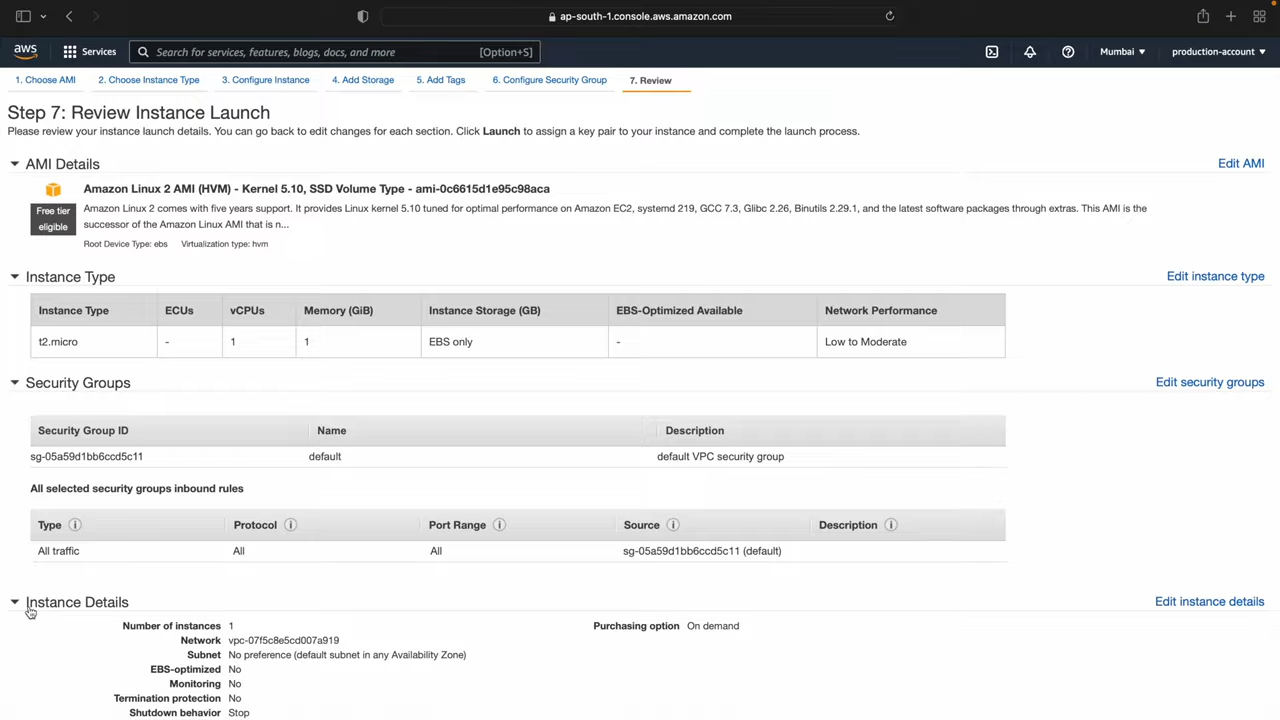 ap-south-1.console.aws.amazon.com
aws Services Search for services, features, blogs, docs, and more [Option+S] Mumbai production-account
1. Choose AMI 2. Choose Instance Type 3. Configure Instance 4. Add Storage 5. Add Tags 6. Configure Security Group 7. Review
Step 7: Review Instance Launch
Please review your instance launch details. You can go back to edit changes for each section. Click Launch to assign a key pair to your instance and complete the launch process.
AMI Details Edit AMI
Amazon Linux 2 AMI (HVM) - Kernel 5.10, SSD Volume Type - ami-0c6615d1e95c98aca
Free tier
eligible
Amazon Linux 2 comes with five years support. It provides Linux kernel 5.10 tuned for optimal performance on Amazon EC2, systemd 219, GCC 7.3, Glibc 2.26, Binutils 2.29.1, and the latest software packages through extras. This AMI is the
successor of the Amazon Linux AMI that is n...
Root Device Type: ebs Virtualization type: hvm
Instance Type Edit instance type
Instance Type ECUs vCPUs Memory (GiB) Instance Storage (GB) EBS-Optimized Available Network Performance
t2.micro - 1 1 EBS only - Low to Moderate
Security Groups Edit security groups
Security Group ID Name Description
sg-05a59d1bb6ccd5c11 default default VPC security group
All selected security groups inbound rules
Type Protocol Port Range Source Description
All traffic All All sg-05a59d1bb6ccd5c11 (default)
Instance Details Edit instance details
Number of instances 1 Purchasing option On demand
Network vpc-07f5c8e5cd007a919
Subnet No preference (default subnet in any Availability Zone)
EBS-optimized No
Monitoring No
Termination protection No
Shutdown behavior Stop